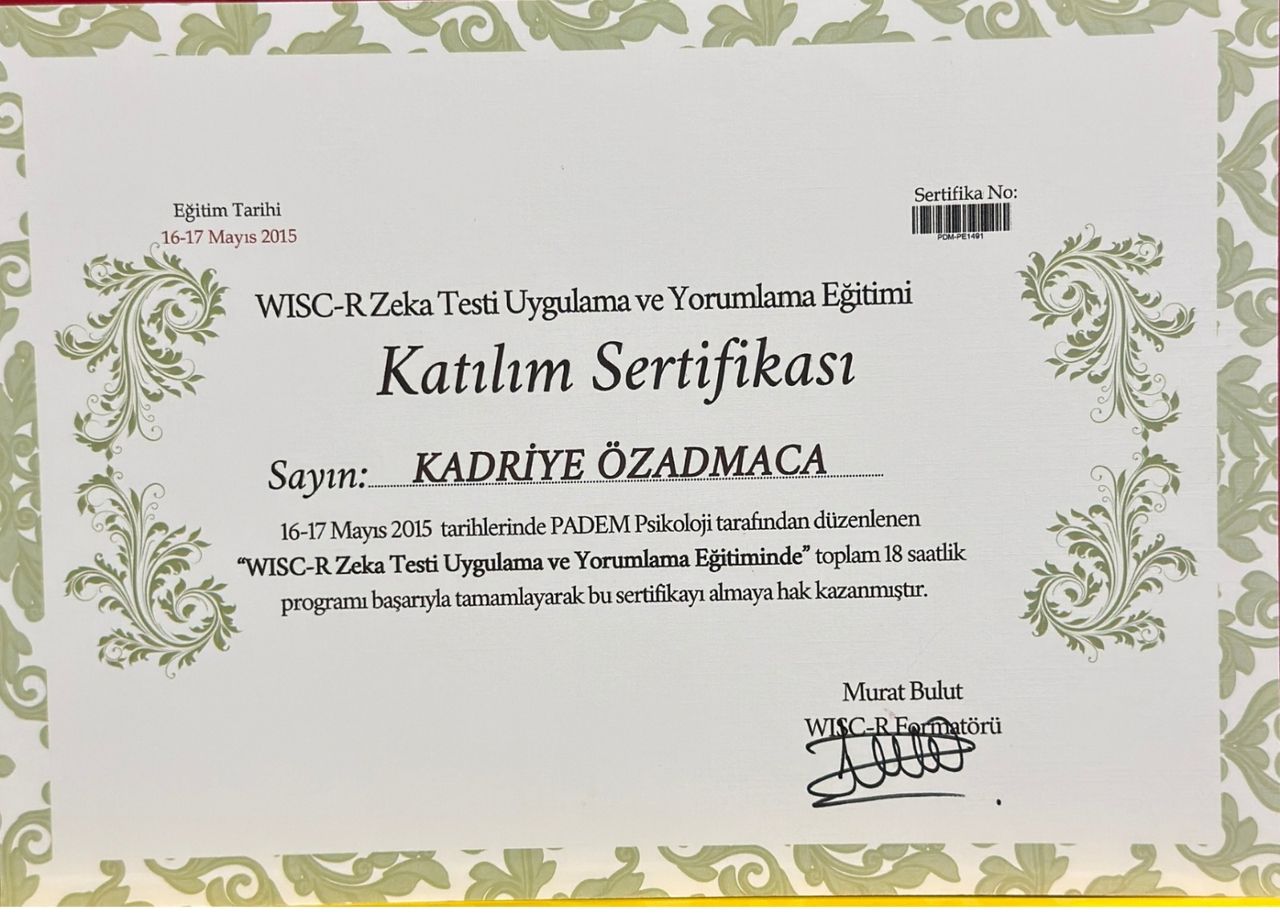 Eğitim Tarihi
16-17 Mayıs 2015
Sertifika No:
PDM-PE1491
WISC-R Zeka Testi Uygulama ve Yorumlama Eğitimi
Katılım Sertifikası
Sayın: KADRİYE ÖZADMACA
16-17 Mayıs 2015 tarihlerinde PADEM Psikoloji tarafından düzenlenen
“WISC-R Zeka Testi Uygulama ve Yorumlama Eğitiminde” toplam 18 saatlik
programı başarıyla tamamlayarak bu sertifikayı almaya hak kazanmıştır.
Murat Bulut
WISC-R Formatörü